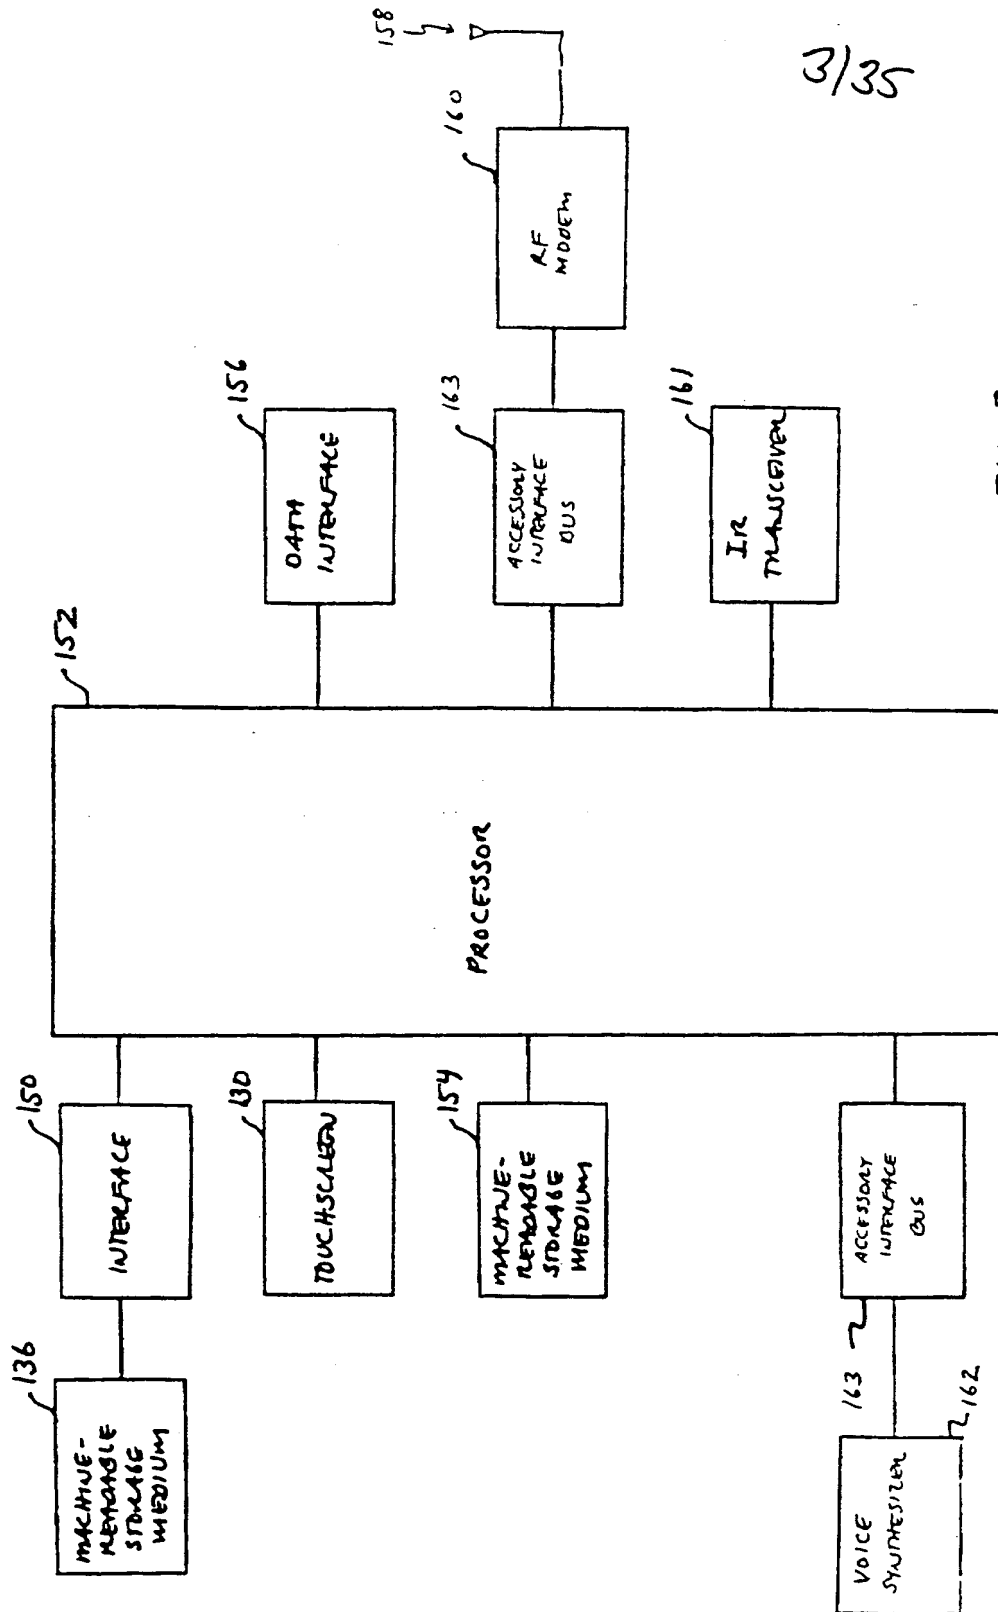 3/35
136
MACHINE-
READABLE
STORAGE
MEDIUM
150
INTERFACE
130
TOUCHSCREEN
154
MACHINE-
READABLE
STORAGE
MEDIUM
163
ACCESSORY
INTERFACE
BUS
162
VOICE
SYNTHESIZER
152
PROCESSOR
156
DATA
INTERFACE
163
ACCESSORY
INTERFACE
BUS
161
IR
TRANSCEIVER
160
RF
MODEM
158